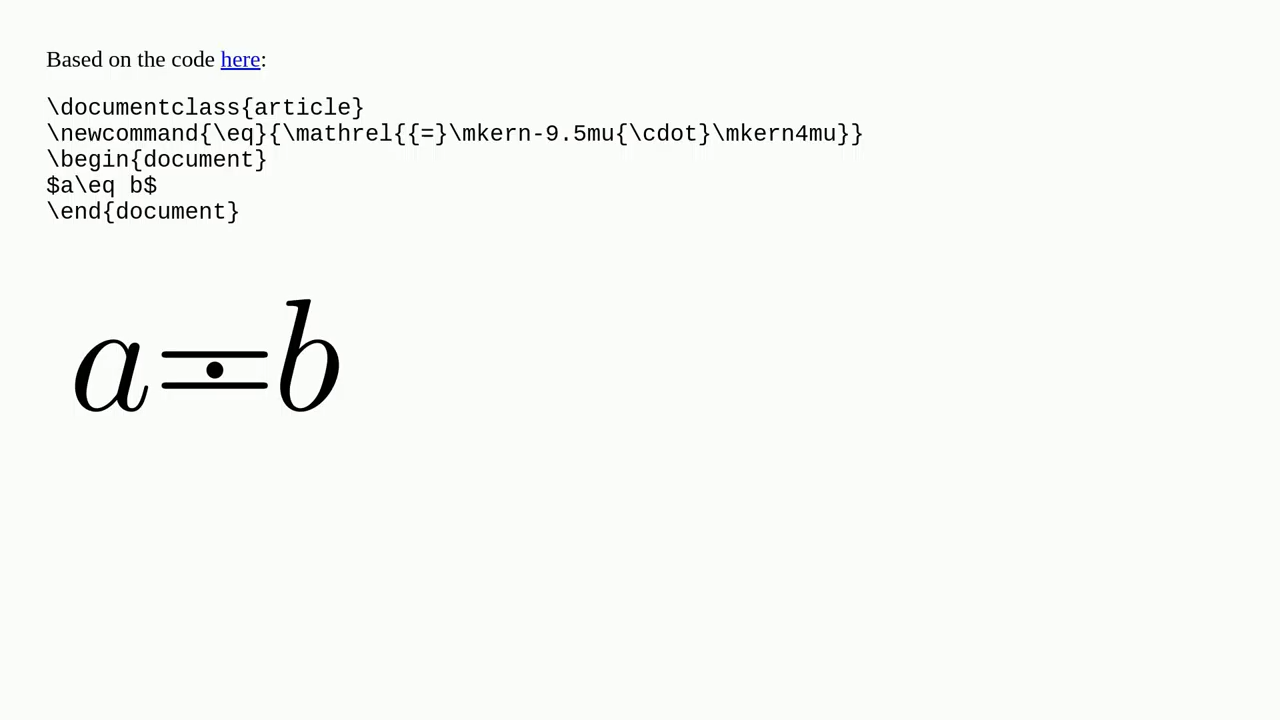 Based on the code here:
\documentclass{article}
\newcommand{\eq}{\mathrel{{=}\mkern-9.5mu{\cdot}\mkern4mu}}
\begin{document}
$a\eq b$
\end{document}
a⩦b